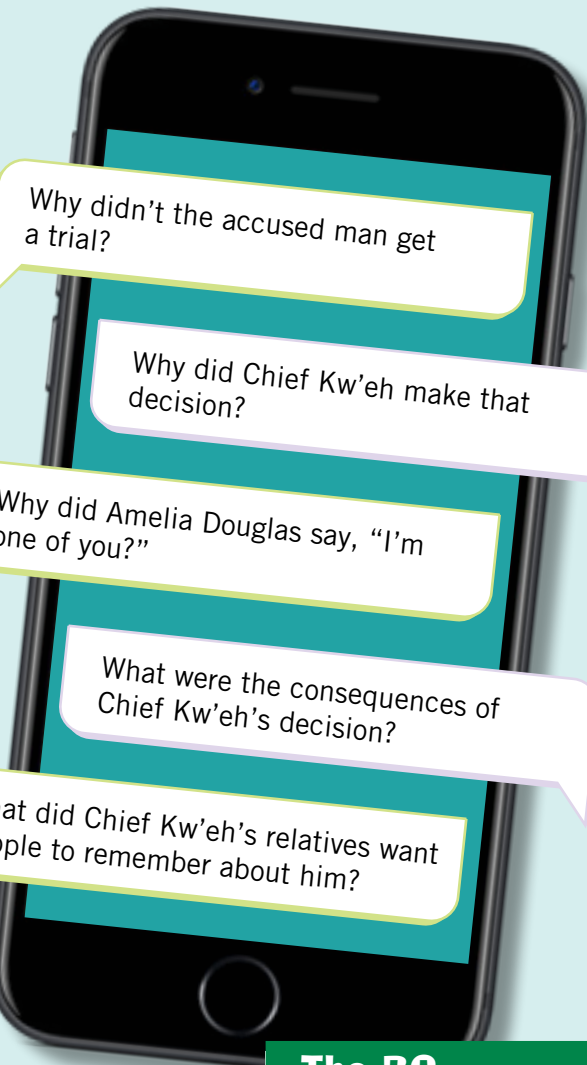 Why didn't the accused man get
a trial?
Why did Chief Kw'eh make that
decision?
Why did Amelia Douglas say, “I'm
one of you?”
What were the consequences of
Chief Kw'eh's decision?
did Chief Kw'eh's relatives want
to remember about him?
The